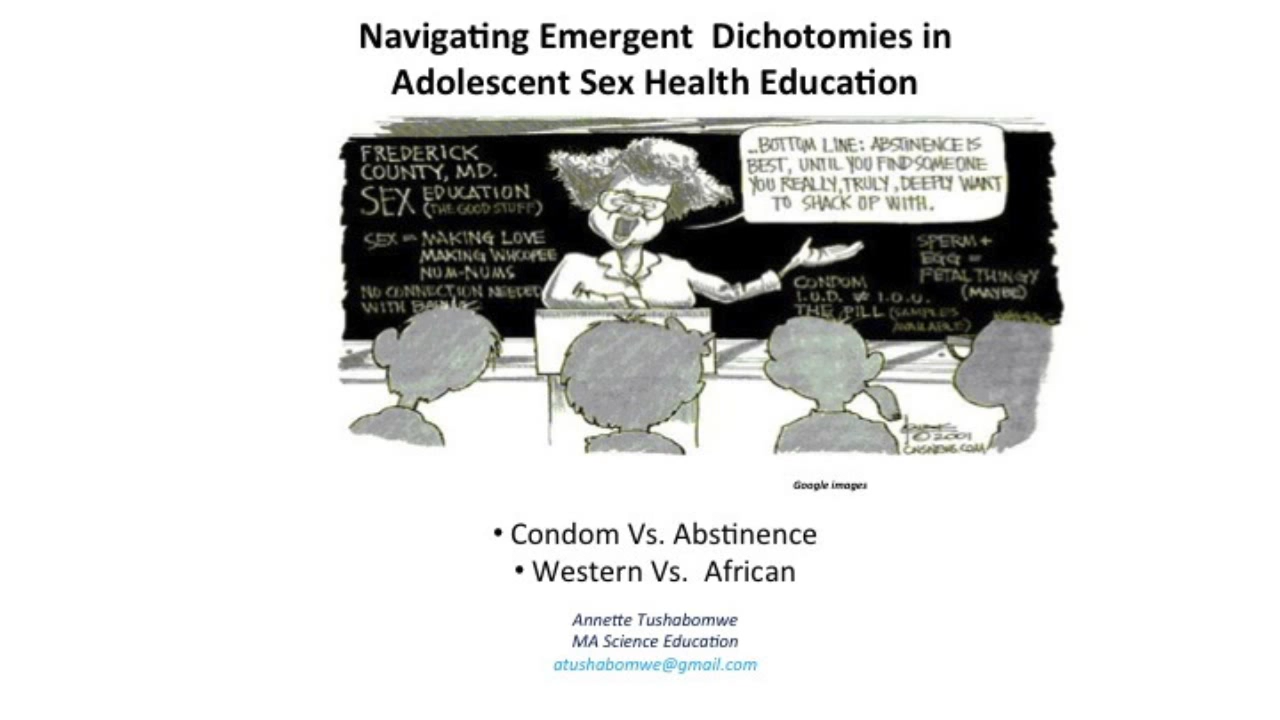 Navigating Emergent  Dichotomies in
Adolescent Sex Health Education
FREDERICK
COUNTY, MD.
SEX EDUCATION
(THE GOOD STUFF)
SEX = MAKING LOVE
MAKING WHOOPEE
NUM-NUMS
NO CONNECTION NEEDED
WITH
...BOTTOM LINE: ABSTINENCE IS
BEST, UNTIL YOU FIND SOMEONE
YOU REALLY, TRULY, DEEPLY WANT
TO SHACK UP WITH.
SPERM +
EGG =
FETAL THINGY
(MAYBE)
CONDOM
I.U.D. ≠ I.O.U.
THE PILL (SAMPLES
AVAILABLE)
© 2001
CNSNEWS.COM
Google images
• Condom Vs. Abstinence
• Western Vs.  African
Annette Tushabomwe
MA Science Education
atushabomwe@gmail.com